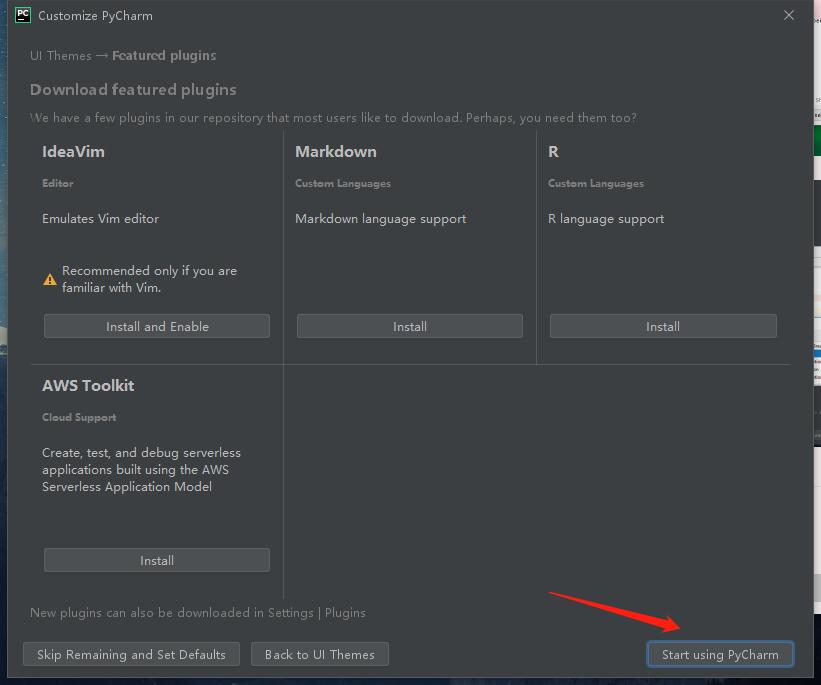 PC Customize PyCharm
UI Themes → Featured plugins
Download featured plugins
We have a few plugins in our repository that most users like to download. Perhaps, you need them too?
IdeaVim
Editor
Emulates Vim editor
Recommended only if you are
familiar with Vim.
Install and Enable
Markdown
Custom Languages
Markdown language support
Install
R
Custom Languages
R language support
Install
AWS Toolkit
Cloud Support
Create, test, and debug serverless
applications built using the AWS
Serverless Application Model
Install
New plugins can also be downloaded in Settings | Plugins
Skip Remaining and Set Defaults
Back to UI Themes
Start using PyCharm